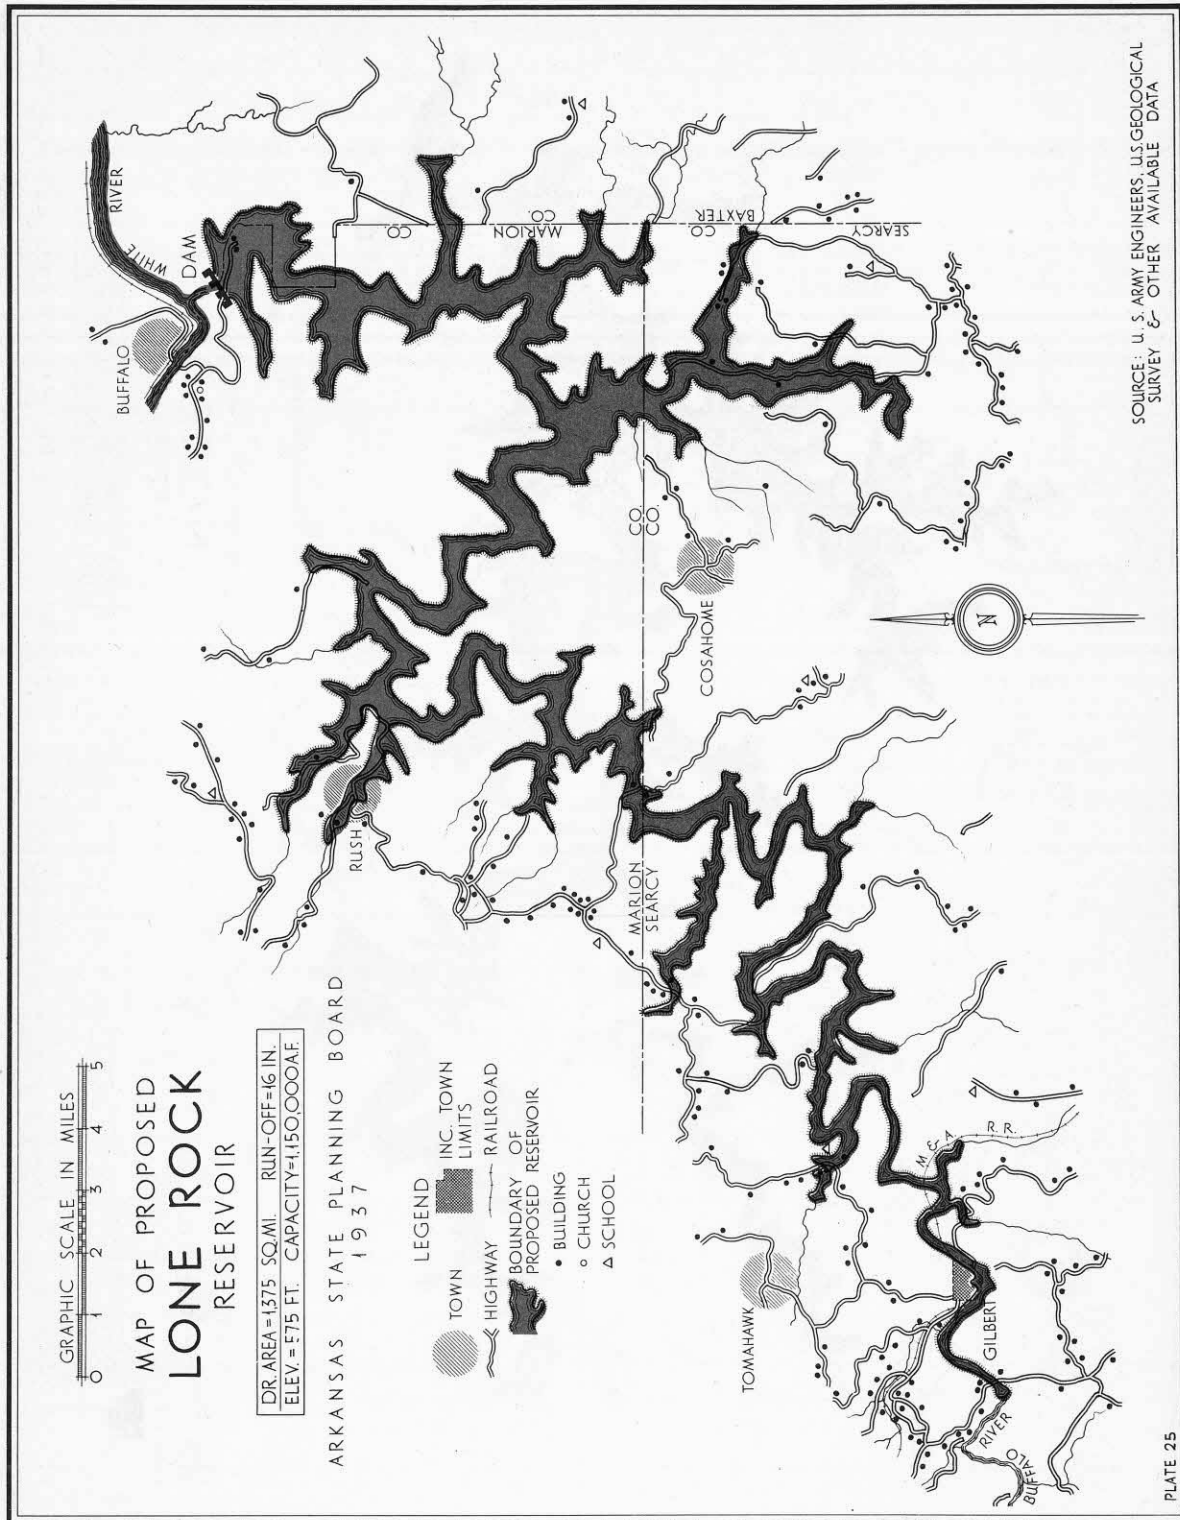 GRAPHIC SCALE IN MILES
0 1 2 3 4 5
MAP OF PROPOSED
LONE ROCK
RESERVOIR
DR. AREA = 1375 SQ.MI. RUN-OFF = 16 IN.
ELEV. = 575 FT. CAPACITY = 1,150,000 A.F.
ARKANSAS STATE PLANNING BOARD
1937
LEGEND
TOWN
INC. TOWN
LIMITS
HIGHWAY
RAILROAD
BOUNDARY OF
PROPOSED RESERVOIR
BUILDING
CHURCH
SCHOOL
BUFFALO
WHITE
RIVER
DAM
RUSH
MARION
CO.
CO.
BAXTER
CO.
SEARCY
CO.
CO.
MARION
SEARCY
COSAHOME
N
TOMAHAWK
GILBERT
M. & A. R. R.
BUFFALO
RIVER
SOURCE: U. S. ARMY ENGINEERS, U.S. GEOLOGICAL
SURVEY & OTHER AVAILABLE DATA
PLATE 25